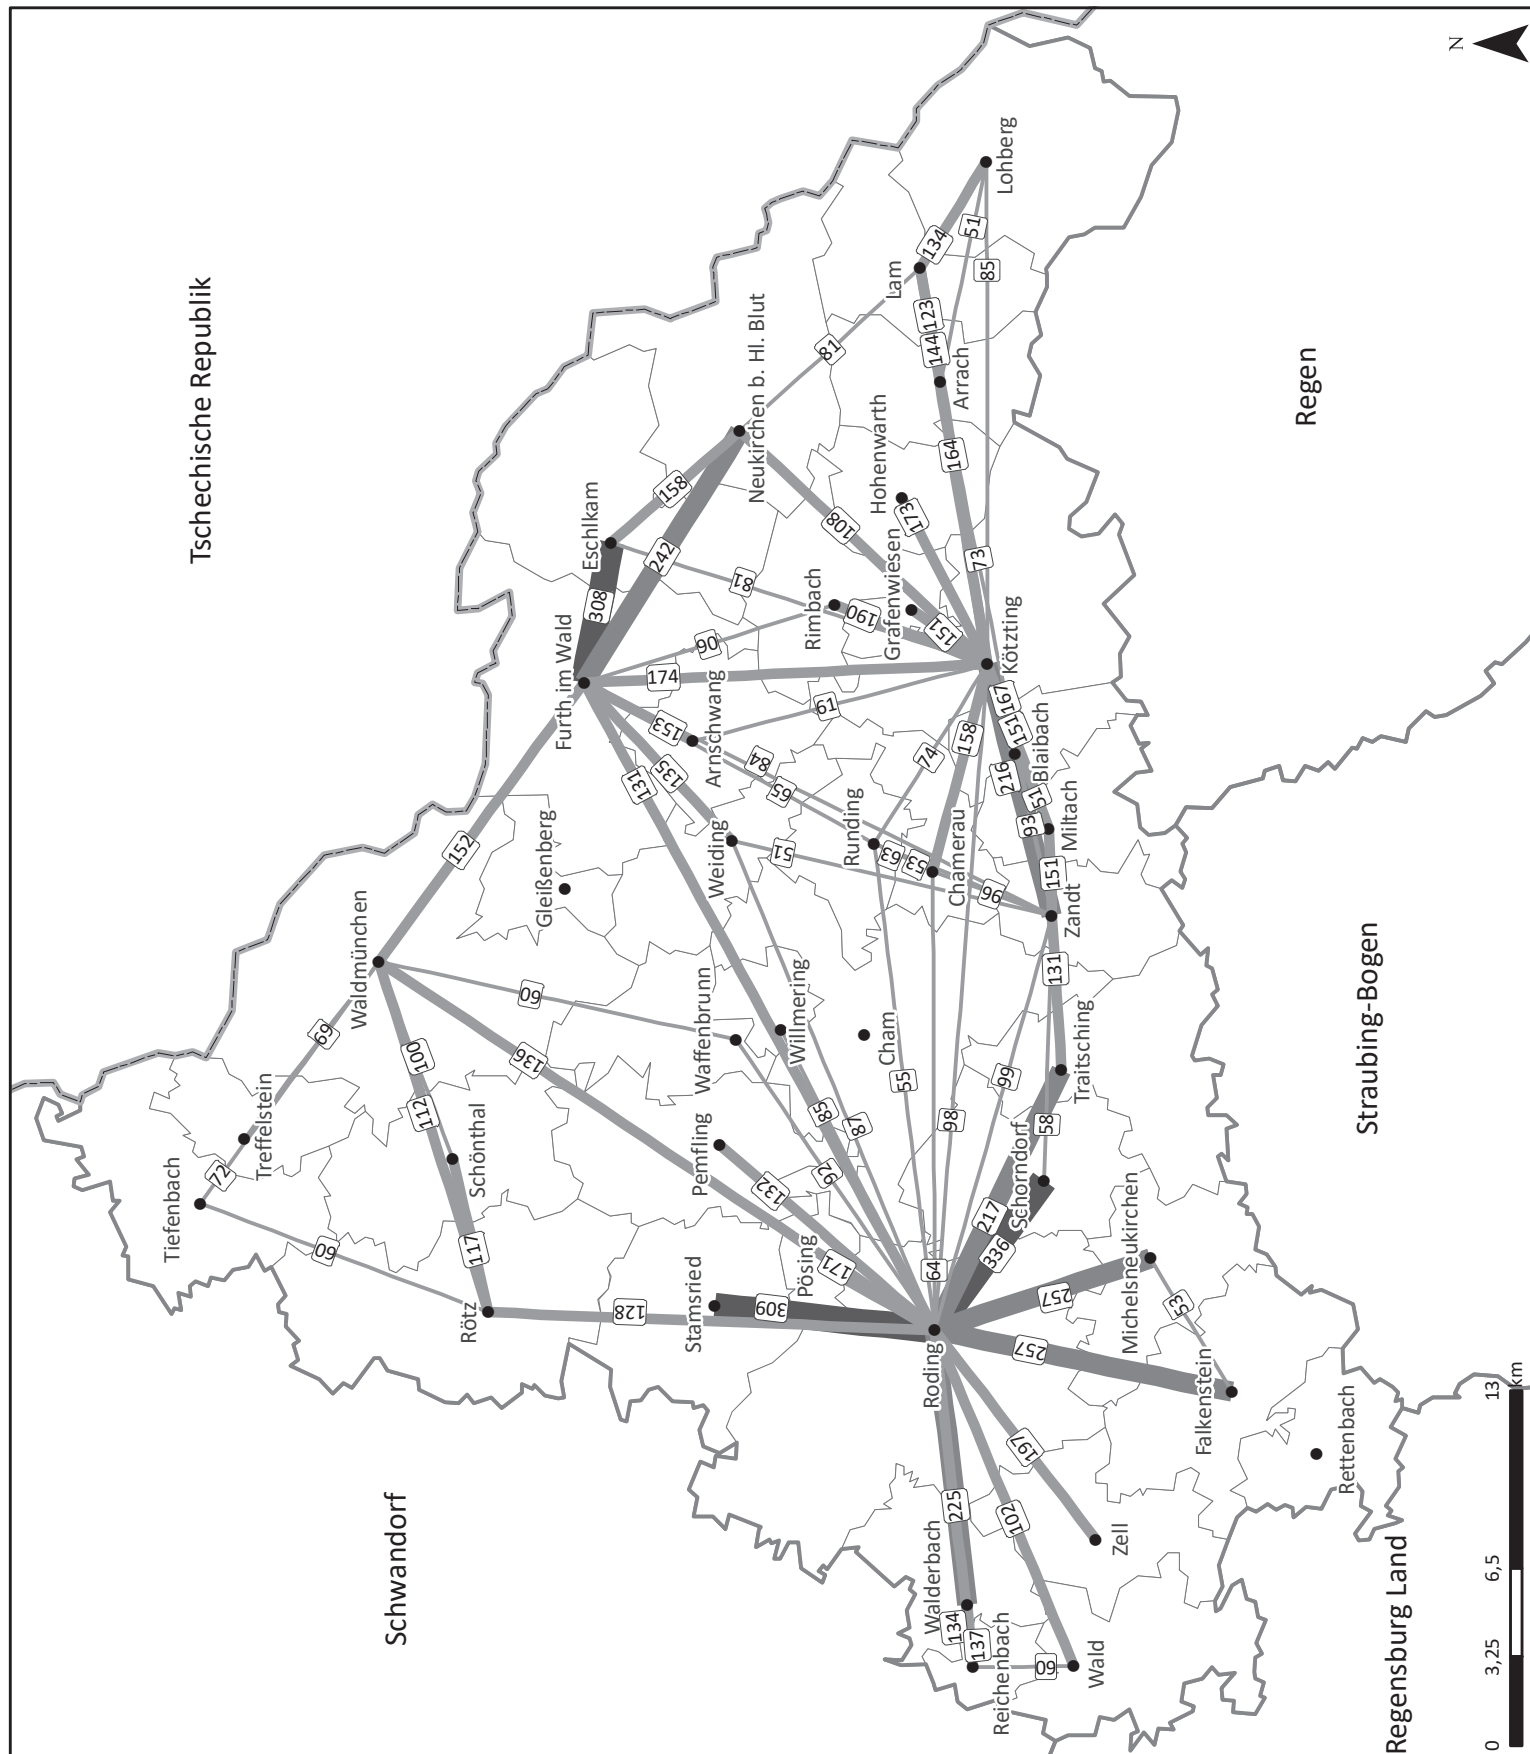 Tschechische Republik
Schwandorf
Regen
Straubing-Bogen
Regensburg Land
N
Tiefenbach
Treffelstein
Waldmünchen
Rötz
Schönthal
Gleißenberg
Furth im Wald
Eschlkam
Neukirchen b. Hl. Blut
Arnschwang
Weiding
Waffenbrunn
Willmering
Pemfling
Stamsried
Pösing
Cham
Runding
Chamerau
Rimbach
Grafenwiesen
Hohenwarth
Arrach
Lam
Lohberg
Kötzting
Blaibach
Miltach
Zandt
Traitsching
Schorndorf
Michelsneukirchen
Falkenstein
Rettenbach
Roding
Walderbach
Reichenbach
Wald
Zell
72
69
60
152
100
112
117
136
60
128
309
171
132
92
87
85
131
135
153
174
90
308
242
158
81
81
108
190
151
173
164
144
123
134
51
85
73
61
84
65
51
74
63
53
96
158
167
151
216
51
93
151
131
58
99
98
55
64
217
336
257
257
53
197
102
225
134
137
60
0
3,25
6,5
13
km